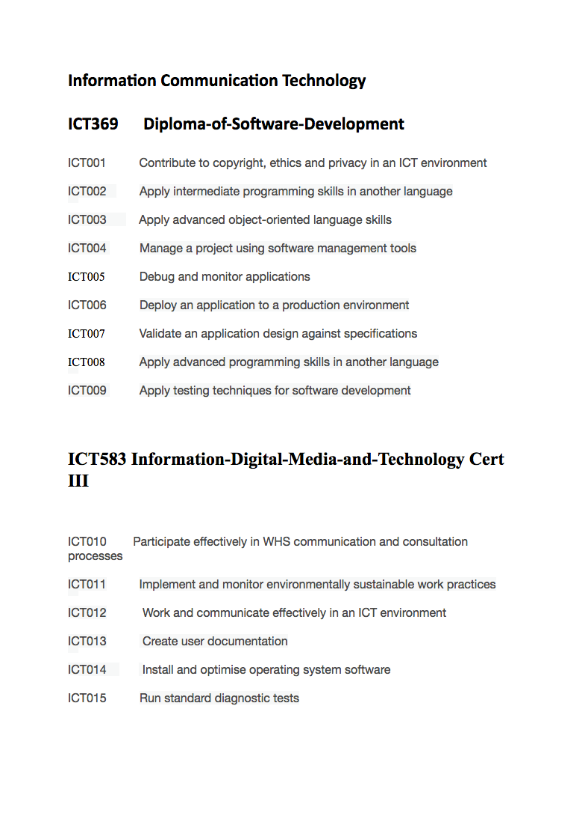 Information Communication Technology
ICT369 Diploma-of-Software-Development
ICT001 Contribute to copyright, ethics and privacy in an ICT environment
ICT002 Apply intermediate programming skills in another language
ICT003 Apply advanced object-oriented language skills
ICT004 Manage a project using software management tools
ICT005 Debug and monitor applications
ICT006 Deploy an application to a production environment
ICT007 Validate an application design against specifications
ICT008 Apply advanced programming skills in another language
ICT009 Apply testing techniques for software development
ICT583 Information-Digital-Media-and-Technology Cert
III
ICT010 Participate effectively in WHS communication and consultation
processes
ICT011 Implement and monitor environmentally sustainable work practices
ICT012 Work and communicate effectively in an ICT environment
ICT013 Create user documentation
ICT014 Install and optimise operating system software
ICT015 Run standard diagnostic tests